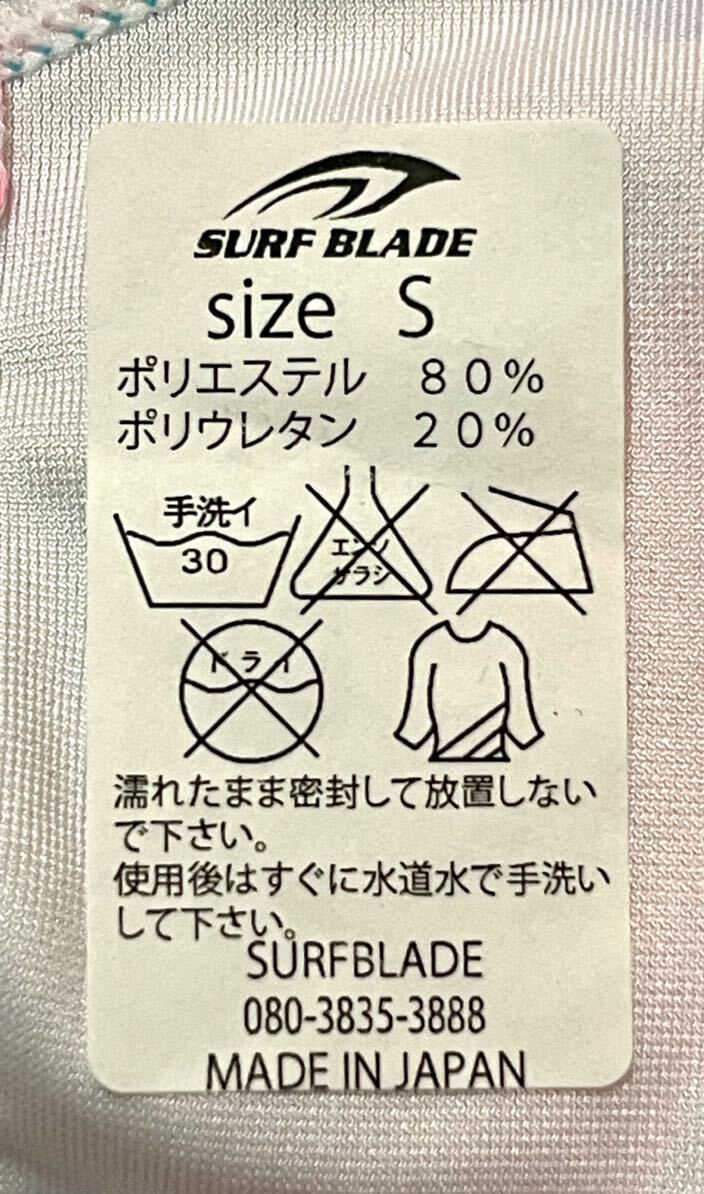 SURF BLADE
size S
ポリエステル 80%
ポリウレタン 20%
手洗イ
30
エンソ
サラシ
ドライ
濡れたまま密封して放置しない
で下さい。
使用後はすぐに水道水で手洗い
して下さい。
SURFBLADE
080-3835-3888
MADE IN JAPAN